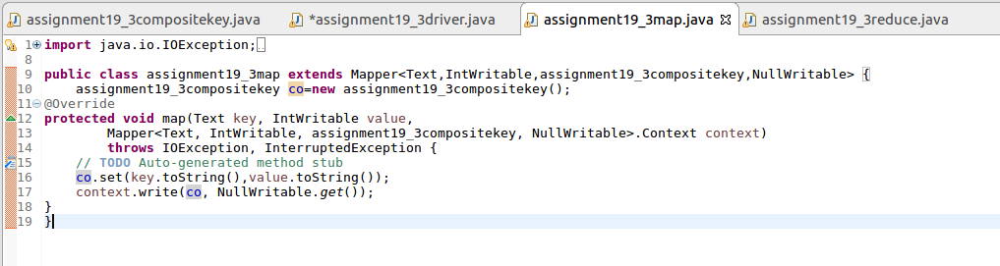 assignment19_3compositekey.java *assignment19_3driver.java assignment19_3map.java assignment19_3reduce.java
1 import java.io.IOException;
8
9 public class assignment19_3map extends Mapper<Text,IntWritable,assignment19_3compositekey,NullWritable> {
10     assignment19_3compositekey co=new assignment19_3compositekey();
11 @Override
12 protected void map(Text key, IntWritable value,
13         Mapper<Text, IntWritable, assignment19_3compositekey, NullWritable>.Context context)
14         throws IOException, InterruptedException {
15     // TODO Auto-generated method stub
16     co.set(key.toString(),value.toString());
17     context.write(co, NullWritable.get());
18 }
19 }